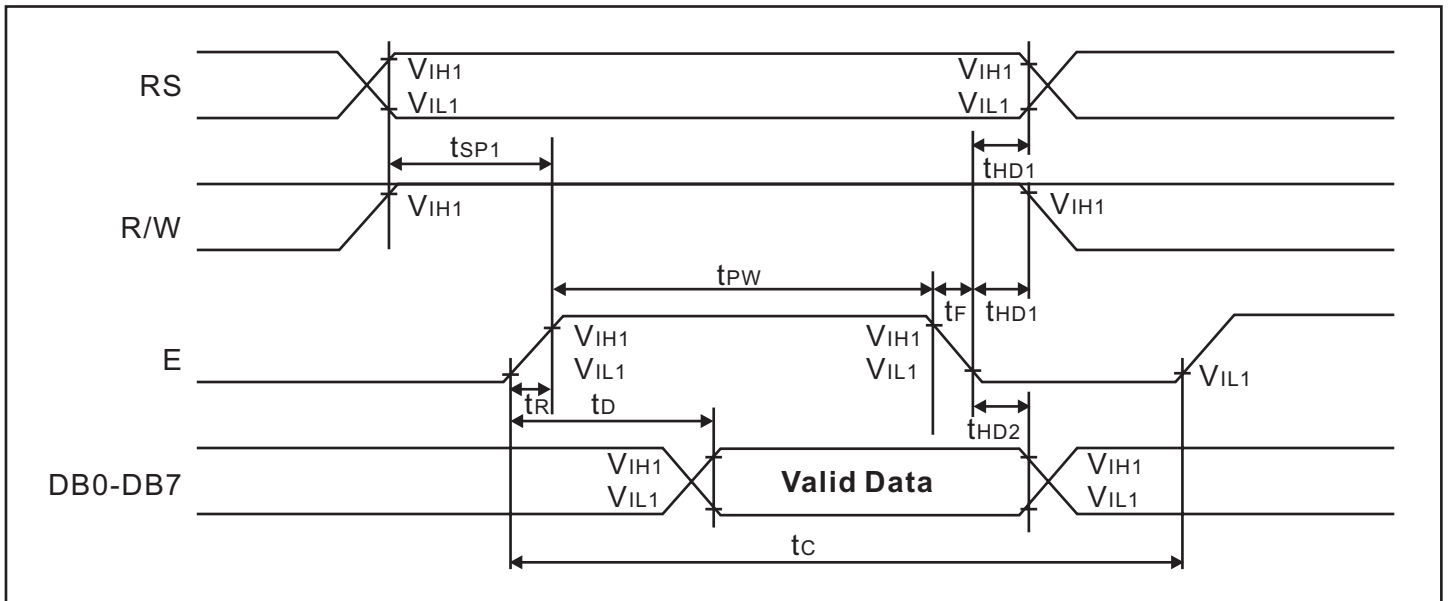 RS
VIH1 VIH1
VIL1 VIL1
tSP1
tHD1
R/W
VIH1 VIH1
tPW
tF tHD1
E
VIH1 VIH1
VIL1 VIL1 VIL1
tR tD
tHD2
DB0-DB7
VIH1 Valid Data VIH1
VIL1 VIL1
tC